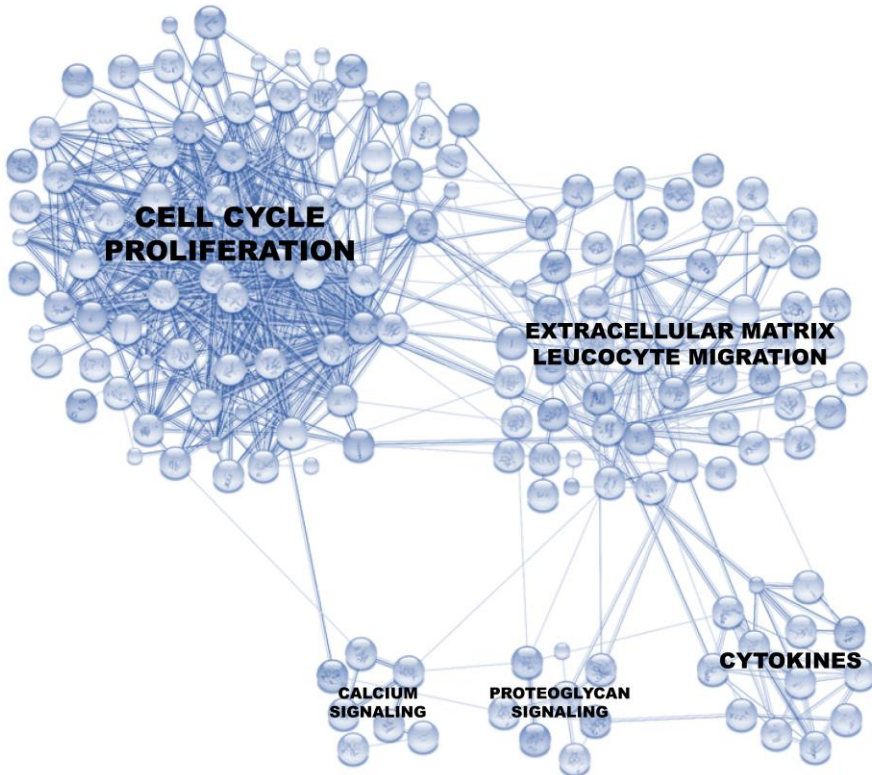 CELL CYCLE
PROLIFERATION
EXTRACELLULAR MATRIX
LEUCOCYTE MIGRATION
CYTOKINES
CALCIUM
SIGNALING
PROTEOGLYCAN
SIGNALING